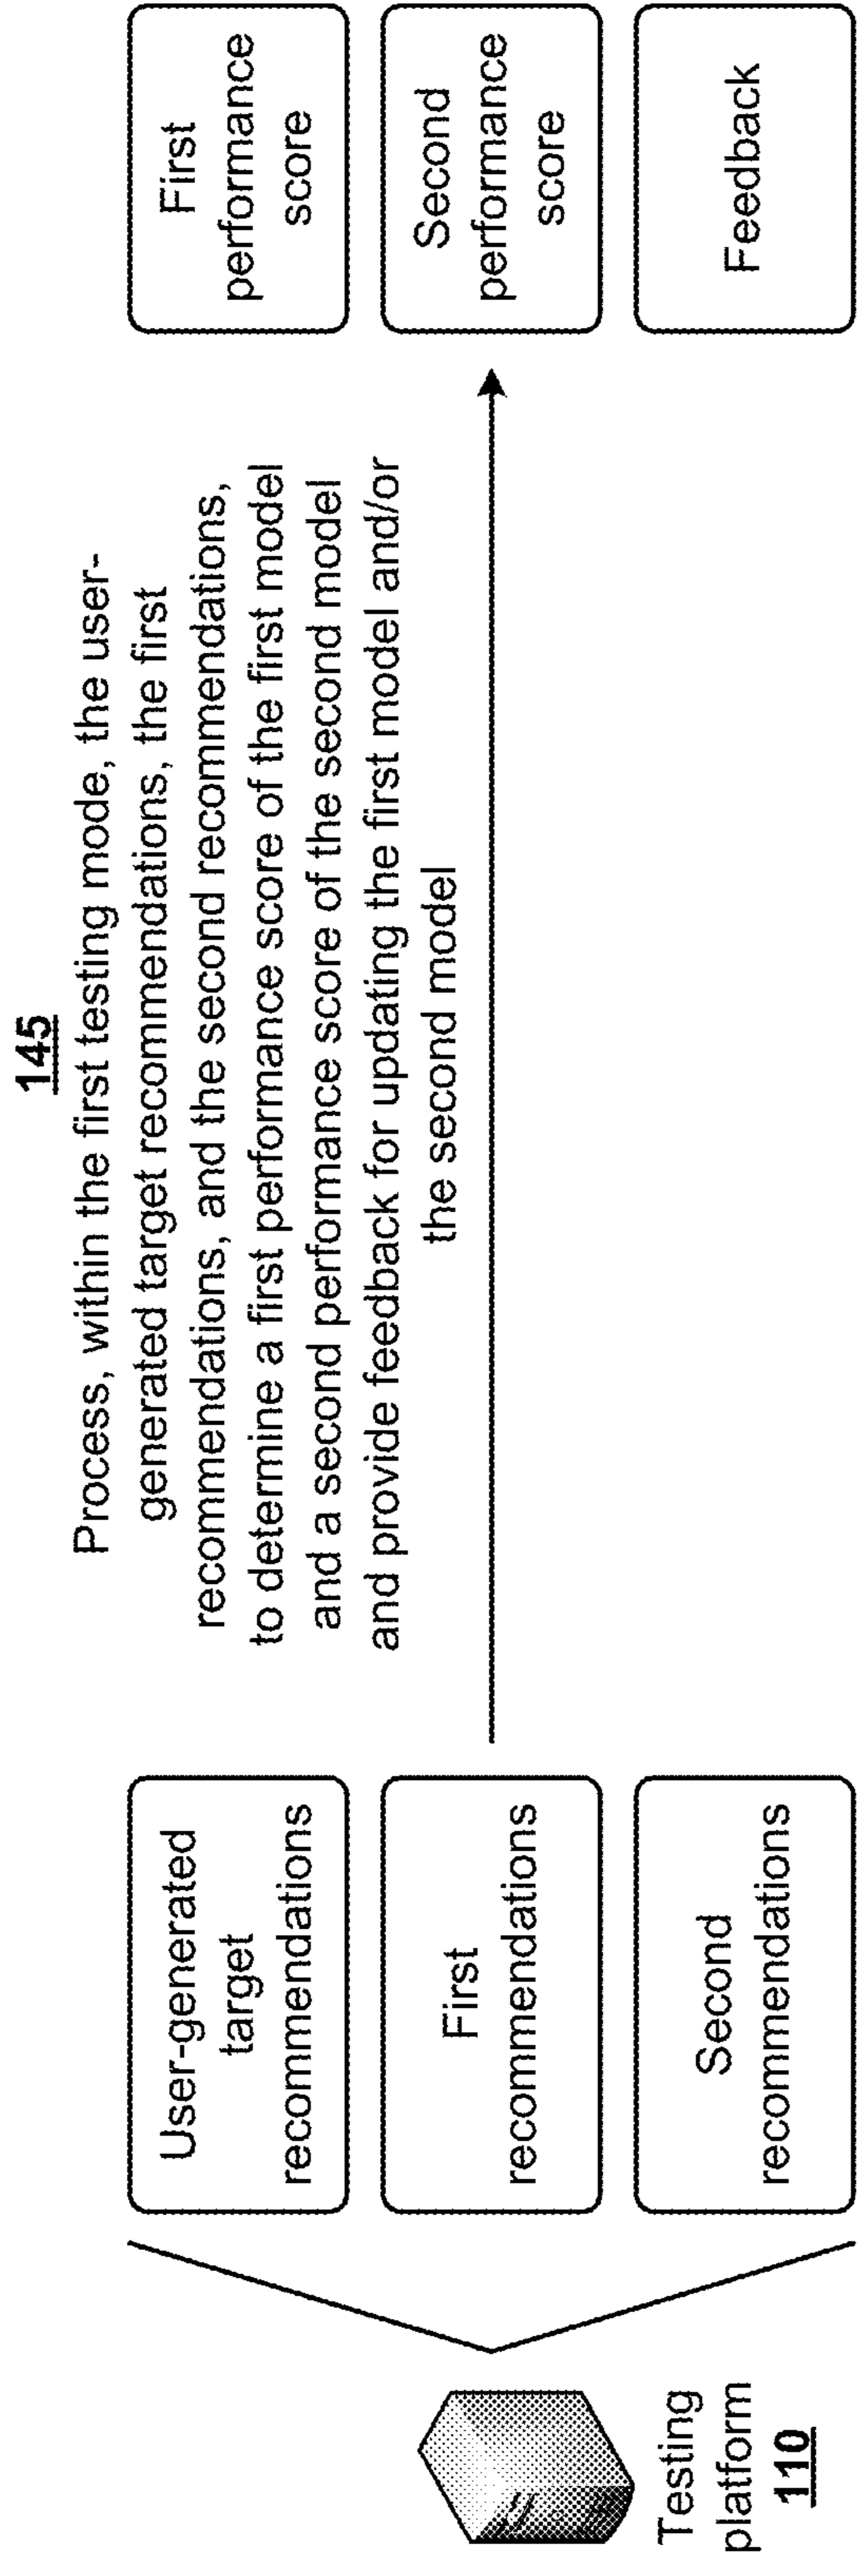 145
Process, within the first testing mode, the user-
generated target recommendations, the first
recommendations, and the second recommendations,
to determine a first performance score of the first model
and a second performance score of the second model
and provide feedback for updating the first model and/or
the second model
Testing
platform
110
User-generated
target
recommendations
First
recommendations
Second
recommendations
First
performance
score
Second
performance
score
Feedback